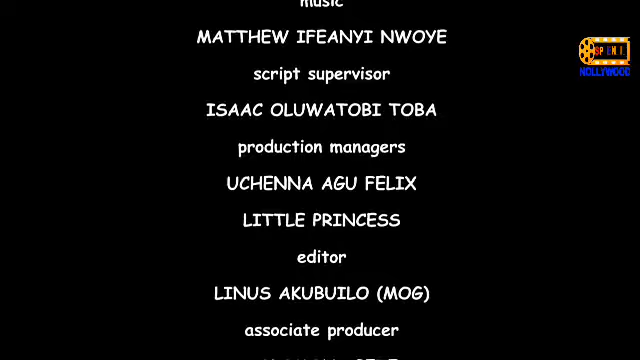 music
MATTHEW IFEANYI NWOYE
script supervisor
ISAAC OLUWATOBI TOBA
production managers
UCHENNA AGU FELIX
LITTLE PRINCESS
editor
LINUS AKUBUILO (MOG)
associate producer
NOLLYWOOD